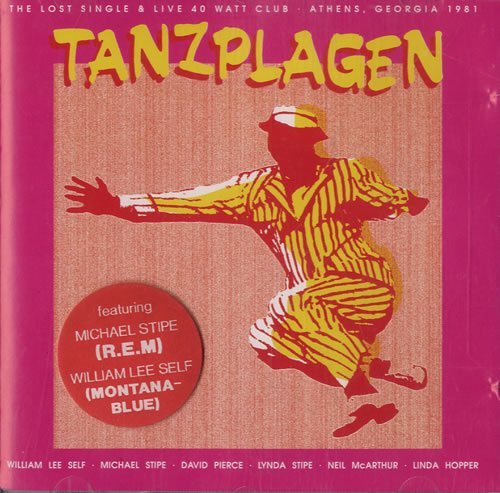 THE LOST SINGLE & LIVE 40 WATT CLUB · ATHENS, GEORGIA 1981
TANZPLAGEN
featuring
MICHAEL STIPE
(R.E.M)
WILLIAM LEE SELF
(MONTANA-
BLUE)
WILLIAM LEE SELF · MICHAEL STIPE · DAVID PIERCE · LYNDA STIPE · NEIL McARTHUR · LINDA HOPPER